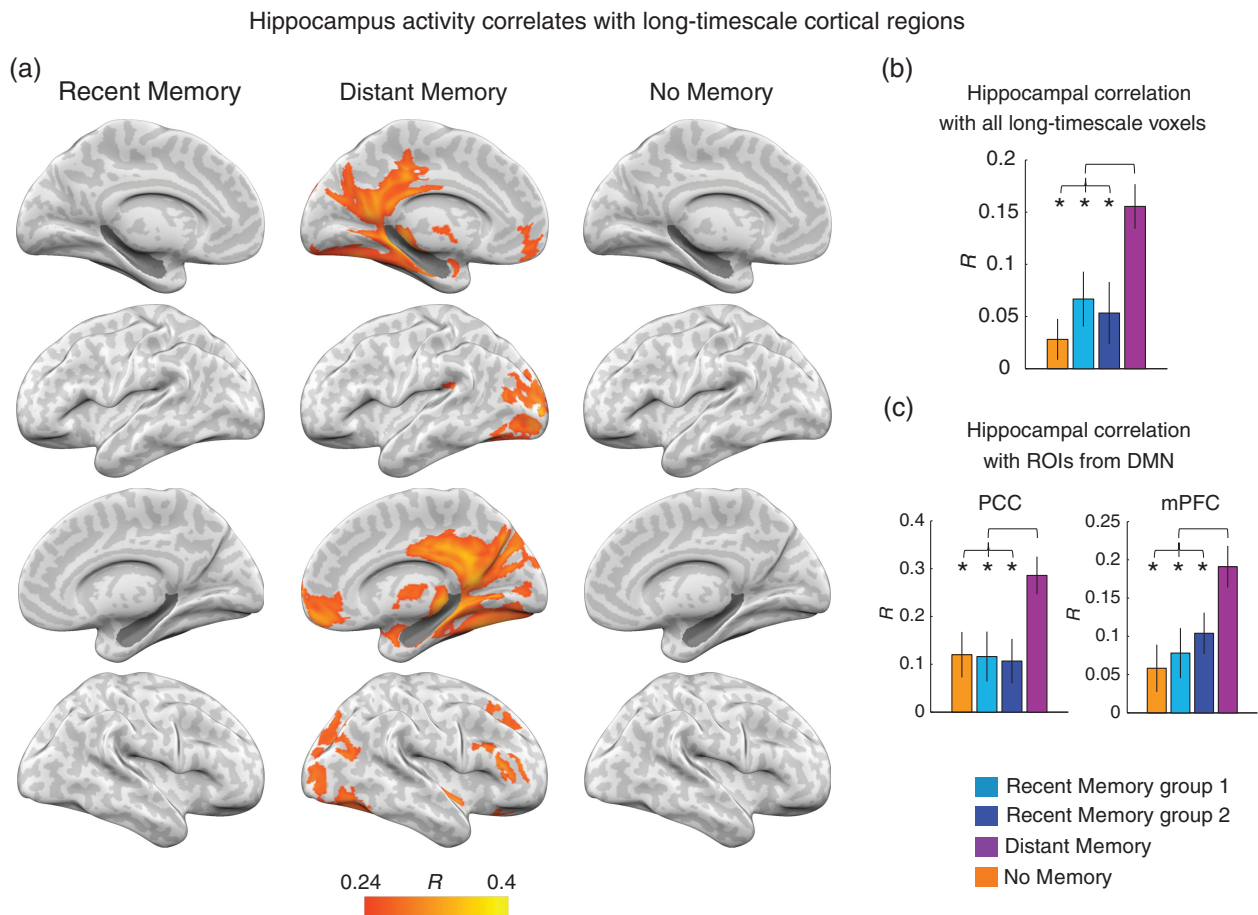 Hippocampus activity correlates with long-timescale cortical regions
(a)
Recent Memory
Distant Memory
No Memory
0.24
R
0.4
(b)
Hippocampal correlation
with all long-timescale voxels
0.2
0.15
0.1
0.05
0
R
* * *
(c)
Hippocampal correlation
with ROIs from DMN
PCC
0.4
0.3
0.2
0.1
0
R
* * *
mPFC
0.25
0.2
0.15
0.1
0.05
0
R
* * *
Recent Memory group 1
Recent Memory group 2
Distant Memory
No Memory